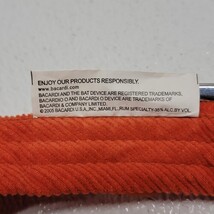 ENJOY OUR PRODUCTS RESPONSIBLY.
www.bacardi.com
BACARDI AND THE BAT DEVICE ARE REGISTERED TRADEMARKS.
BACARDI O AND BACARDI O DEVICE ARE TRADEMARKS OF
BACARDI & COMPANY LIMITED.
© 2005 BACARDI U.S.A., INC., MIAMI, FL. RUM SPECIALTY-35% ALC.BY VOL.